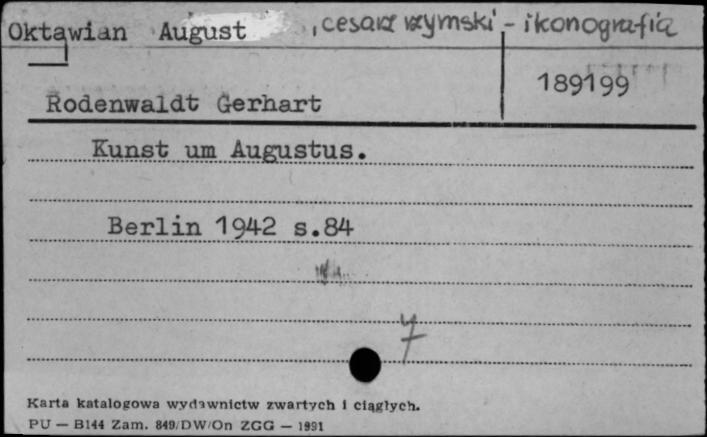 Oktawian August , cesarz rzymski - ikonografia
189199
Rodenwaldt Gerhart
Kunst um Augustus.
Berlin 1942 s.84
7
Karta katalogowa wydawnictw zwartych i ciągłych.
PU — B144 Zam. 849/DW/On ZGG — 1991